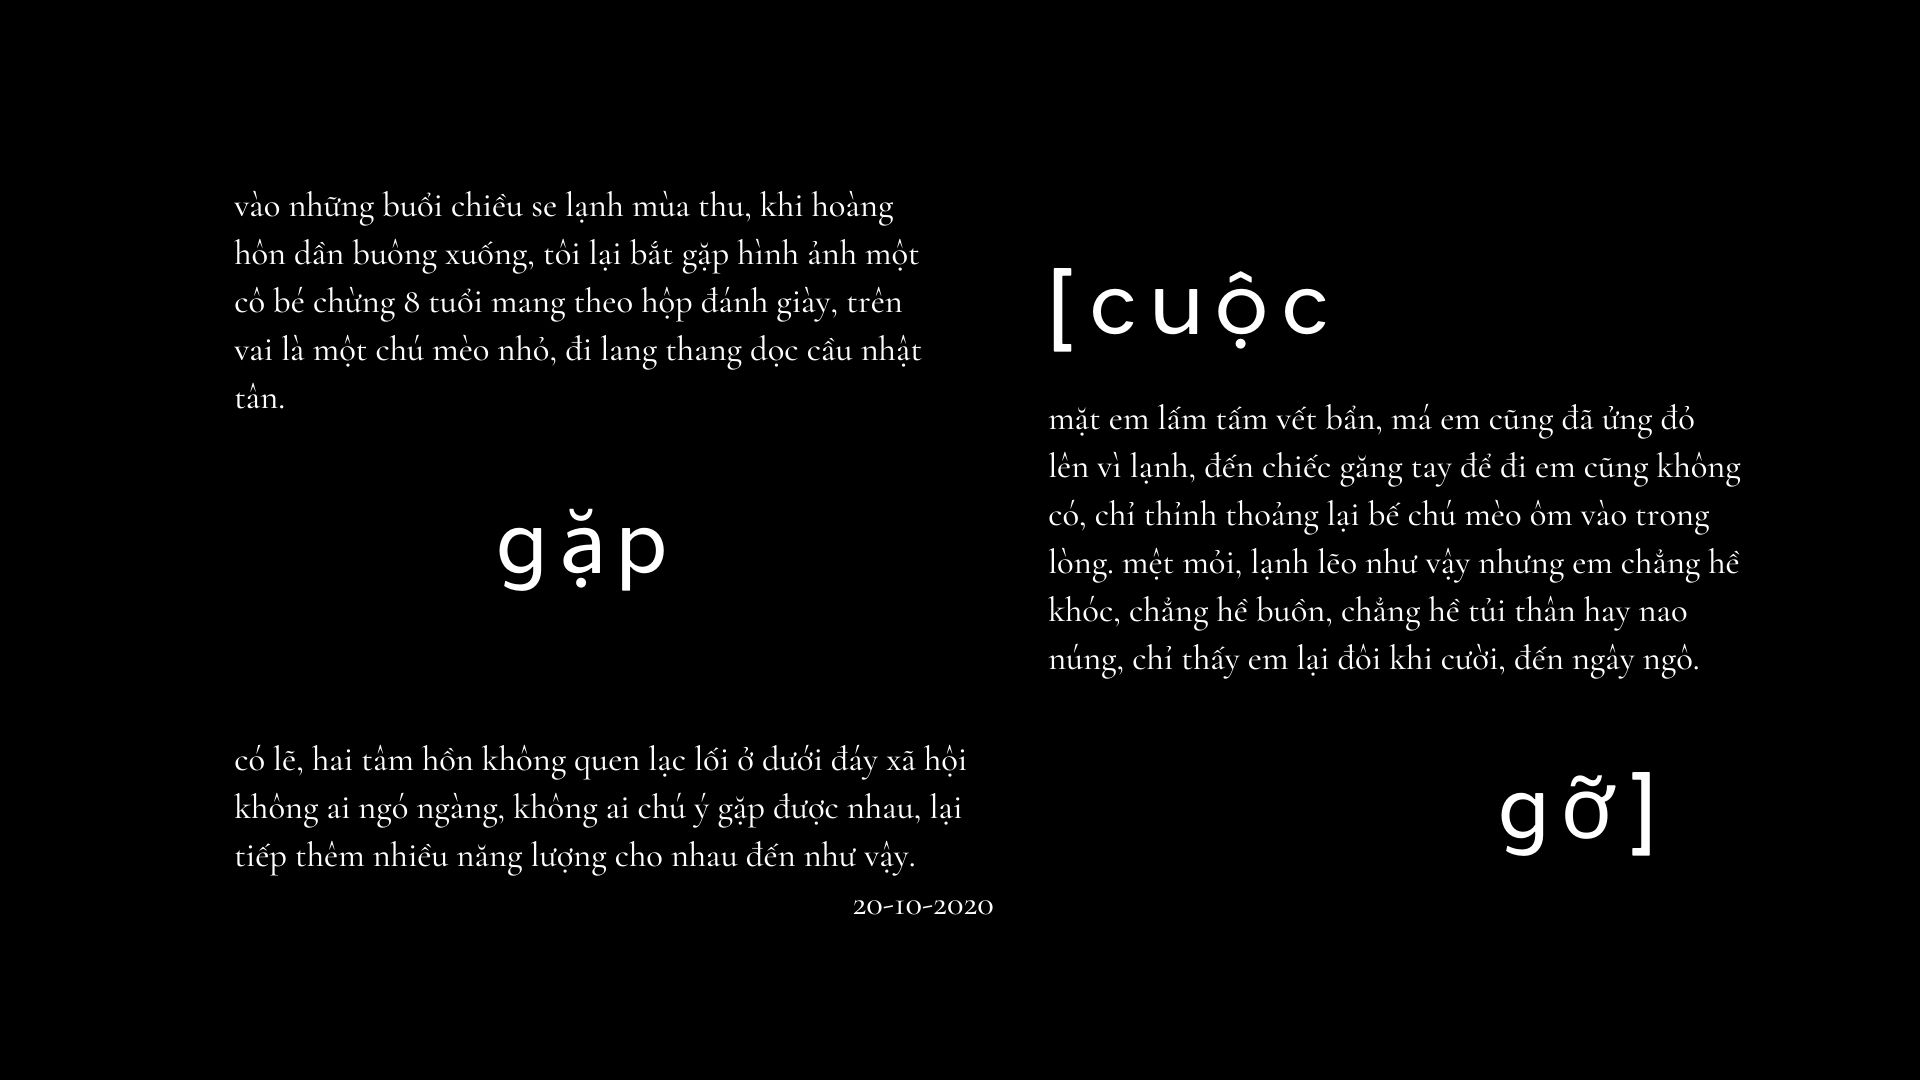 vào những buổi chiều se lạnh mùa thu, khi hoàng
hôn dần buông xuống, tôi lại bắt gặp hình ảnh một
cô bé chừng 8 tuổi mang theo hộp đánh giày, trên
vai là một chú mèo nhỏ, đi lang thang dọc cầu nhật
tân.
[cuộc
mặt em lấm tấm vết bẩn, má em cũng đã ửng đỏ
lên vì lạnh, đến chiếc găng tay để đi em cũng không
có, chỉ thỉnh thoảng lại bế chú mèo ôm vào trong
lòng. mệt mỏi, lạnh lẽo như vậy nhưng em chẳng hề
khóc, chẳng hề buồn, chẳng hề tủi thân hay nao
núng, chỉ thấy em lại đôi khi cười, đến ngây ngô.
gặp
có lẽ, hai tâm hồn không quen lạc lối ở dưới đáy xã hội
không ai ngó ngàng, không ai chú ý gặp được nhau, lại
tiếp thêm nhiều năng lượng cho nhau đến như vậy.
20-10-2020
gỡ]